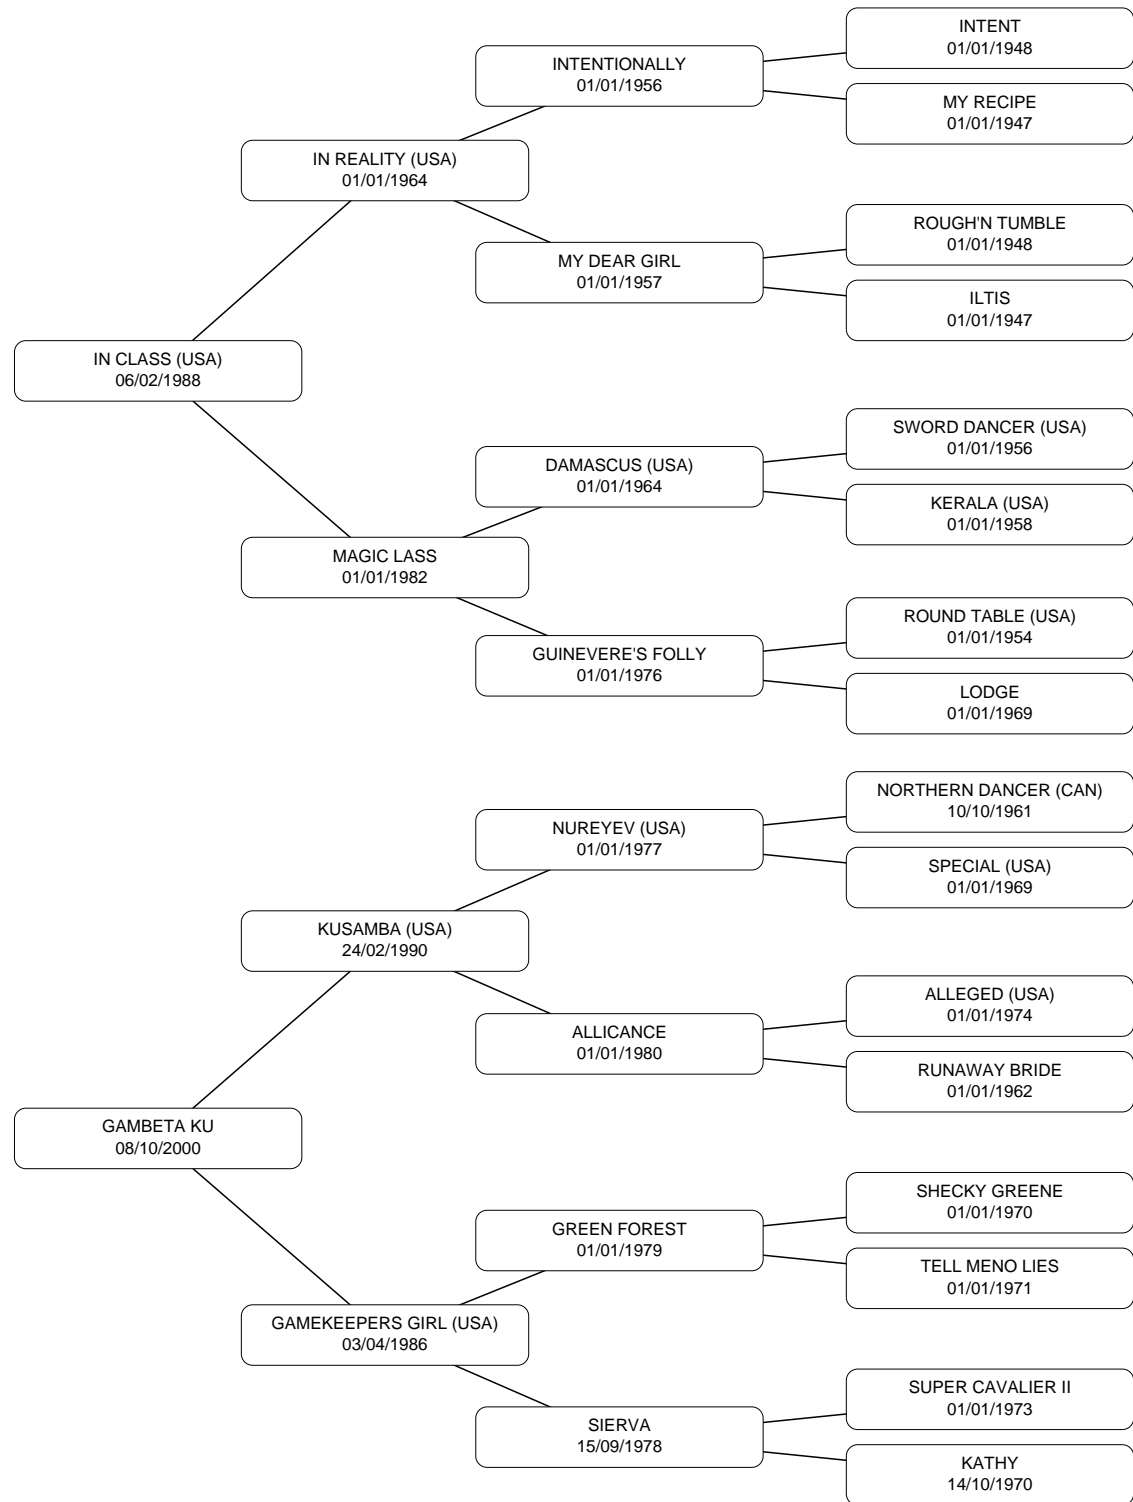 INTENT
01/01/1948
INTENTIONALLY
01/01/1956
MY RECIPE
01/01/1947
IN REALITY (USA)
01/01/1964
ROUGH'N TUMBLE
01/01/1948
MY DEAR GIRL
01/01/1957
ILTIS
01/01/1947
IN CLASS (USA)
06/02/1988
SWORD DANCER (USA)
01/01/1956
DAMASCUS (USA)
01/01/1964
KERALA (USA)
01/01/1958
MAGIC LASS
01/01/1982
ROUND TABLE (USA)
01/01/1954
GUINEVERE'S FOLLY
01/01/1976
LODGE
01/01/1969
NORTHERN DANCER (CAN)
10/10/1961
NUREYEV (USA)
01/01/1977
SPECIAL (USA)
01/01/1969
KUSAMBA (USA)
24/02/1990
ALLEGED (USA)
01/01/1974
ALLICANCE
01/01/1980
RUNAWAY BRIDE
01/01/1962
GAMBETA KU
08/10/2000
SHECKY GREENE
01/01/1970
GREEN FOREST
01/01/1979
TELL MENO LIES
01/01/1971
GAMEKEEPERS GIRL (USA)
03/04/1986
SUPER CAVALIER II
01/01/1973
SIERVA
15/09/1978
KATHY
14/10/1970